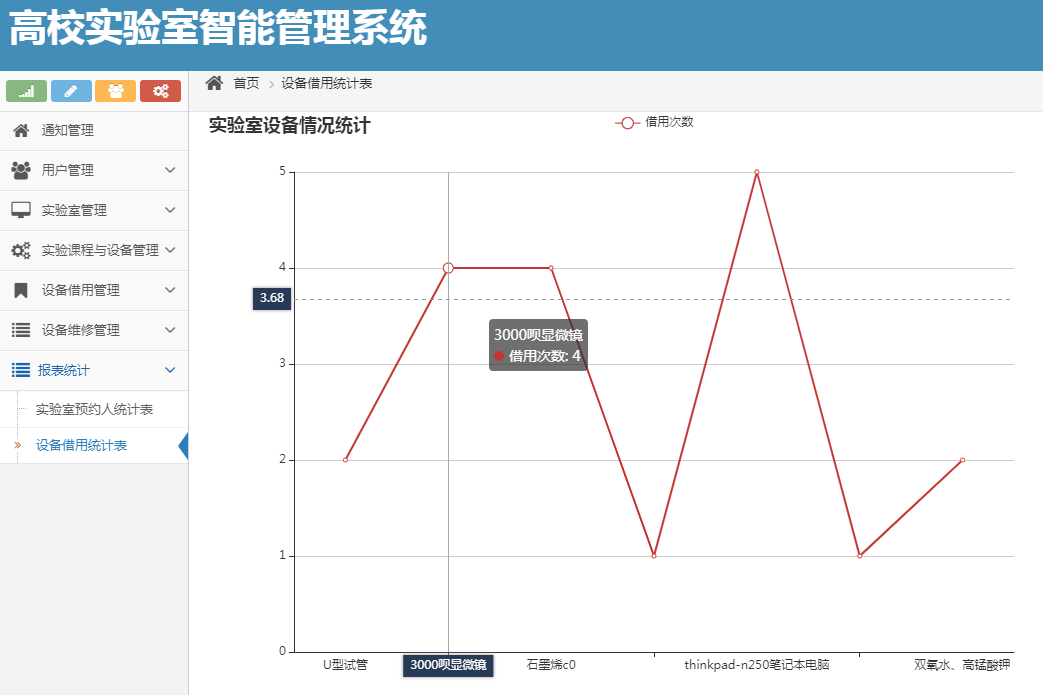 高校实验室智能管理系统
首页 > 设备借用统计表
通知管理
用户管理
实验室管理
实验课程与设备管理
设备借用管理
设备维修管理
报表统计
实验室预约人统计表
设备借用统计表
实验室设备情况统计
借用次数
5
4
3.68
3000呗显微镜
借用次数: 4
3
2
1
0
U型试管 3000呗显微镜 石墨烯c0 thinkpad-n250笔记本电脑 双氧水、高锰酸钾